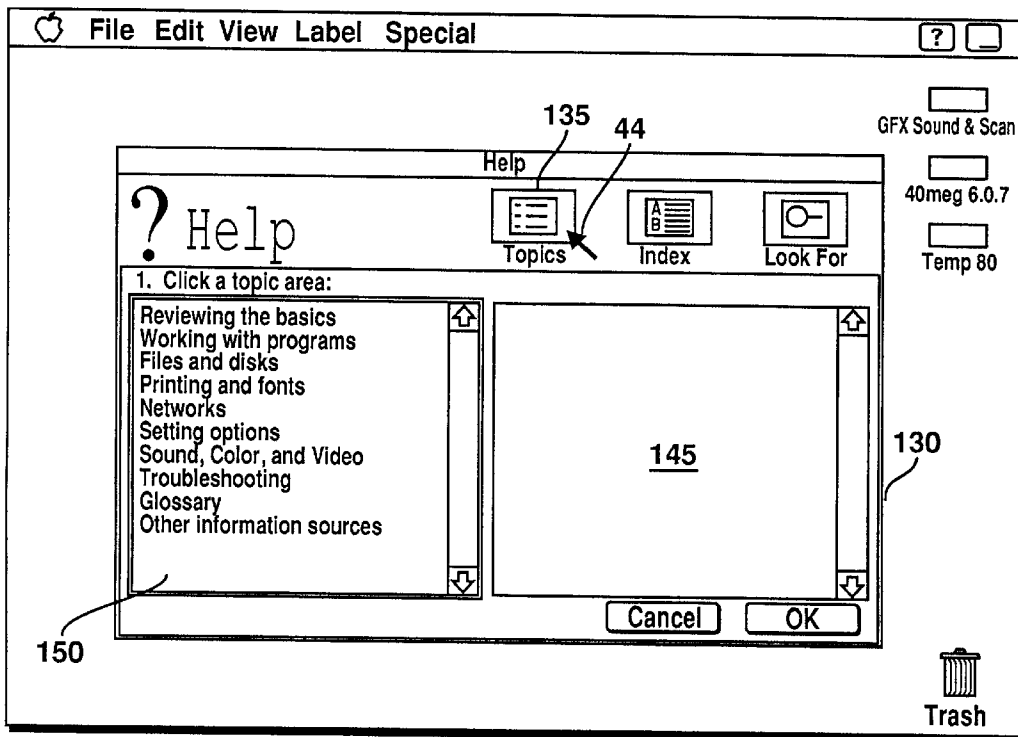 File Edit View Label Special ?
135
44
GFX Sound & Scan
Help
40meg 6.0.7
? Help
A
B
Topics Index Look For
Temp 80
1. Click a topic area:
Reviewing the basics
Working with programs
Files and disks
Printing and fonts
Networks
Setting options
Sound, Color, and Video
Troubleshooting
Glossary
Other information sources
145
130
Cancel OK
150
Trash